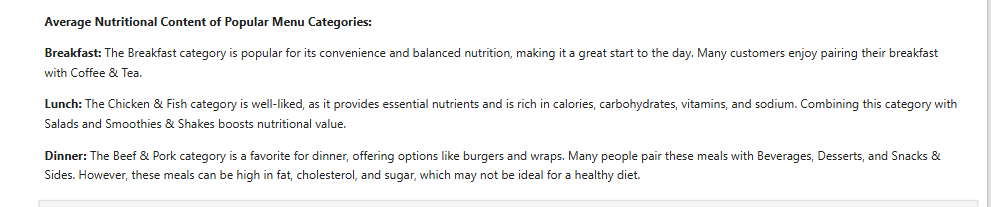 Average Nutritional Content of Popular Menu Categories:
Breakfast: The Breakfast category is popular for its convenience and balanced nutrition, making it a great start to the day. Many customers enjoy pairing their breakfast
with Coffee & Tea.
Lunch: The Chicken & Fish category is well-liked, as it provides essential nutrients and is rich in calories, carbohydrates, vitamins, and sodium. Combining this category with
Salads and Smoothies & Shakes boosts nutritional value.
Dinner: The Beef & Pork category is a favorite for dinner, offering options like burgers and wraps. Many people pair these meals with Beverages, Desserts, and Snacks &
Sides. However, these meals can be high in fat, cholesterol, and sugar, which may not be ideal for a healthy diet.